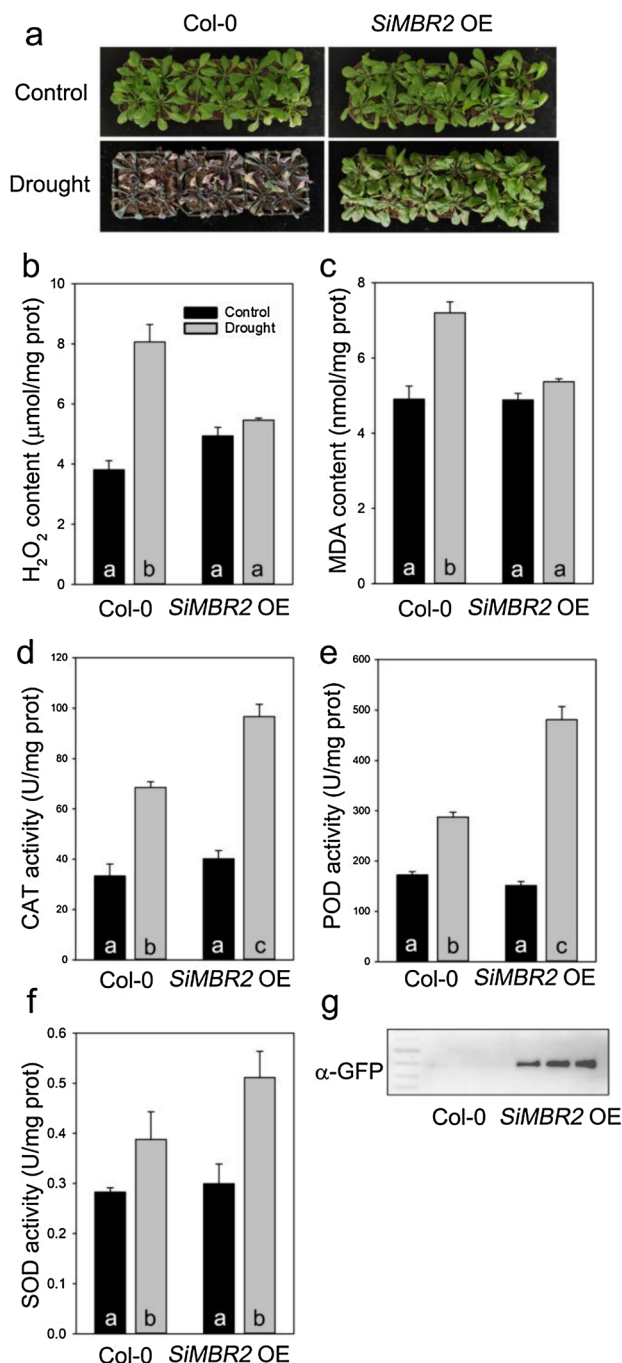 a
Col-0 SiMBR2 OE
Control
Drought
b
H₂O₂ content (μmol/mg prot)
10
8
6
4
2
0
Control
Drought
a b a a
Col-0 SiMBR2 OE
c
MDA content (nmol/mg prot)
8
6
4
2
0
a b a a
Col-0 SiMBR2 OE
d
CAT activity (U/mg prot)
120
100
80
60
40
20
0
a b a c
Col-0 SiMBR2 OE
e
POD activity (U/mg prot)
600
500
400
300
200
100
0
a b a c
Col-0 SiMBR2 OE
f
SOD activity (U/mg prot)
0.6
0.5
0.4
0.3
0.2
0.1
0.0
a b a b
Col-0 SiMBR2 OE
g
α-GFP
Col-0 SiMBR2 OE